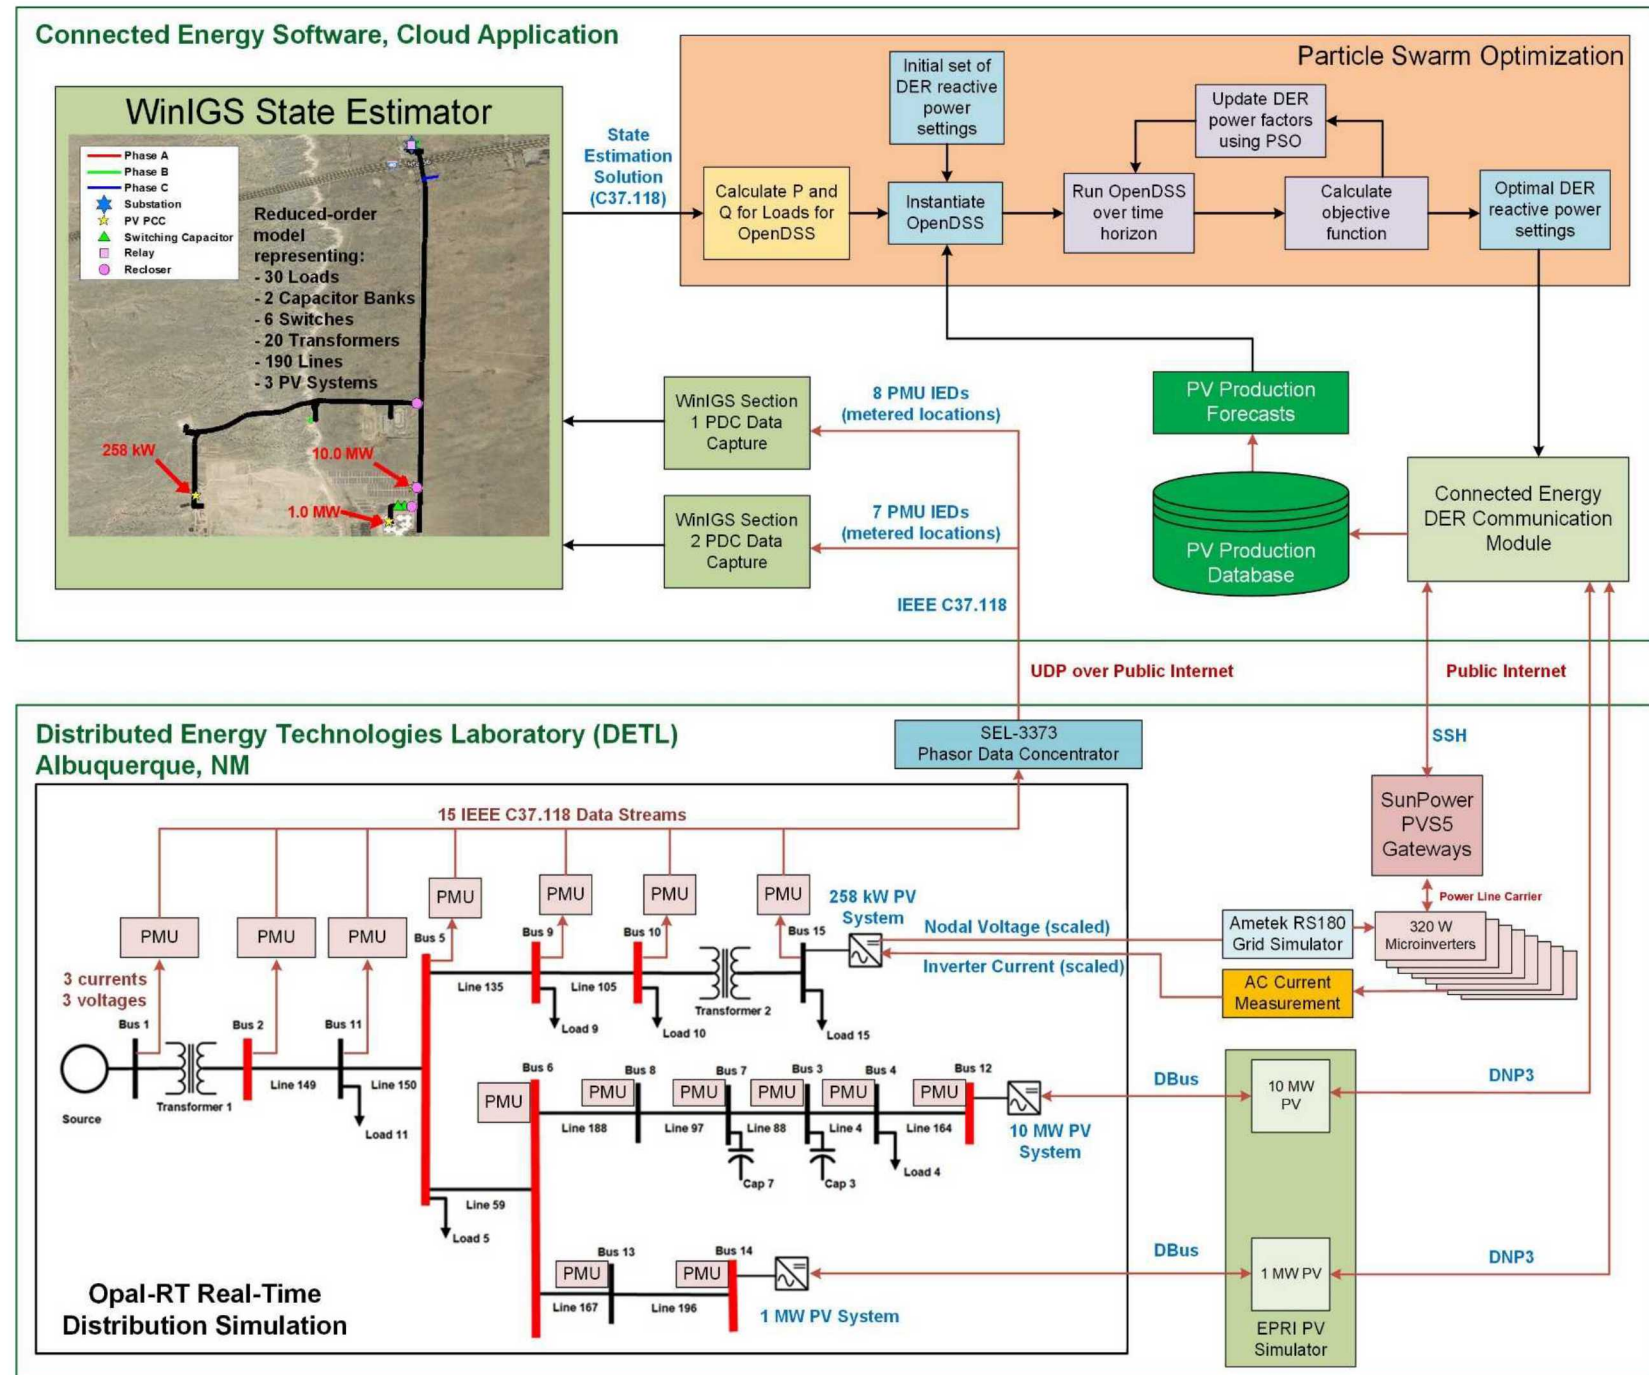 Connected Energy Software, Cloud Application
WinIGS State Estimator
Phase A
Phase B
Phase C
Substation
PV PCC
Switching Capacitor
Relay
Recloser
Reduced-order
model
representing:
- 30 Loads
- 2 Capacitor Banks
- 6 Switches
- 20 Transformers
- 190 Lines
- 3 PV Systems
258 kW
10.0 MW
1.0 MW
State
Estimation
Solution
(C37.118)
Particle Swarm Optimization
Initial set of
DER reactive
power
settings
Update DER
power factors
using PSO
Calculate P and
Q for Loads for
OpenDSS
Instantiate
OpenDSS
Run OpenDSS
over time
horizon
Calculate
objective
function
Optimal DER
reactive power
settings
WinIGS Section
1 PDC Data
Capture
8 PMU IEDs
(metered locations)
WinIGS Section
2 PDC Data
Capture
7 PMU IEDs
(metered locations)
IEEE C37.118
PV Production
Forecasts
PV Production
Database
Connected Energy
DER Communication
Module
UDP over Public Internet
Public Internet
Distributed Energy Technologies Laboratory (DETL)
Albuquerque, NM
SEL-3373
Phasor Data Concentrator
SSH
SunPower
PVS5
Gateways
Power Line Carrier
320 W
Microinverters
Ametek RS180
Grid Simulator
AC Current
Measurement
15 IEEE C37.118 Data Streams
PMU
PMU
PMU
PMU
PMU
PMU
PMU
3 currents
3 voltages
258 kW PV
System
Nodal Voltage (scaled)
Inverter Current (scaled)
Bus 1
Bus 2
Bus 11
Bus 5
Bus 9
Bus 10
Bus 15
Source
Transformer 1
Line 149
Line 150
Load 11
Line 135
Load 9
Line 105
Load 10
Transformer 2
Load 15
Bus 6
Bus 8
Bus 7
Bus 3
Bus 4
Bus 12
PMU
PMU
PMU
PMU
PMU
PMU
Line 188
Line 97
Line 88
Line 4
Line 164
Cap 7
Cap 3
Load 4
10 MW PV
System
DBus
10 MW
PV
DNP3
Line 59
Load 5
Bus 13
Bus 14
PMU
PMU
Line 167
Line 196
1 MW PV System
DBus
1 MW PV
DNP3
EPRI PV
Simulator
Opal-RT Real-Time
Distribution Simulation